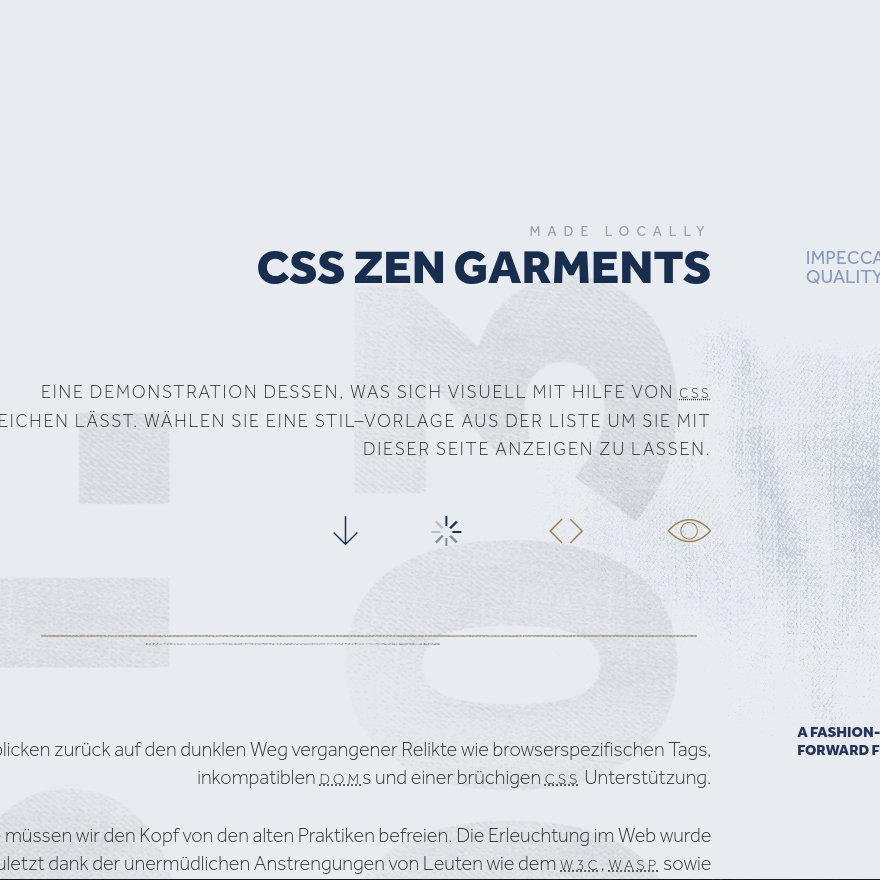 MADE LOCALLY
CSS ZEN GARMENTS
IMPECCA
QUALITY
EINE DEMONSTRATION DESSEN, WAS SICH VISUELL MIT HILFE VON CSS
EICHEN LÄSST. WÄHLEN SIE EINE STIL–VORLAGE AUS DER LISTE UM SIE MIT
DIESER SEITE ANZEIGEN ZU LASSEN.
licken zurück auf den dunklen Weg vergangener Relikte wie browserspezifischen Tags,
inkompatiblen DOMs und einer brüchigen CSS Unterstützung.
müssen wir den Kopf von den alten Praktiken befreien. Die Erleuchtung im Web wurde
uletzt dank der unermüdlichen Anstrengungen von Leuten wie dem W3C, WASP sowie
A FASHION-
FORWARD F